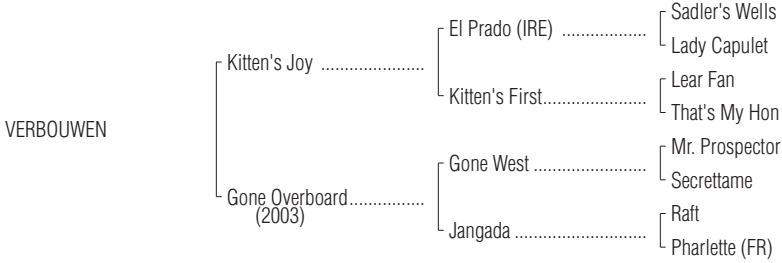 Sadler's Wells
El Prado (IRE) ..................
Lady Capulet
Kitten's Joy ......................
Lear Fan
Kitten's First......................
That's My Hon
VERBOUWEN
Mr. Prospector
Gone West ........................
Secrettame
Gone Overboard................
(2003)
Raft
Jangada ............................
Pharlette (FR)